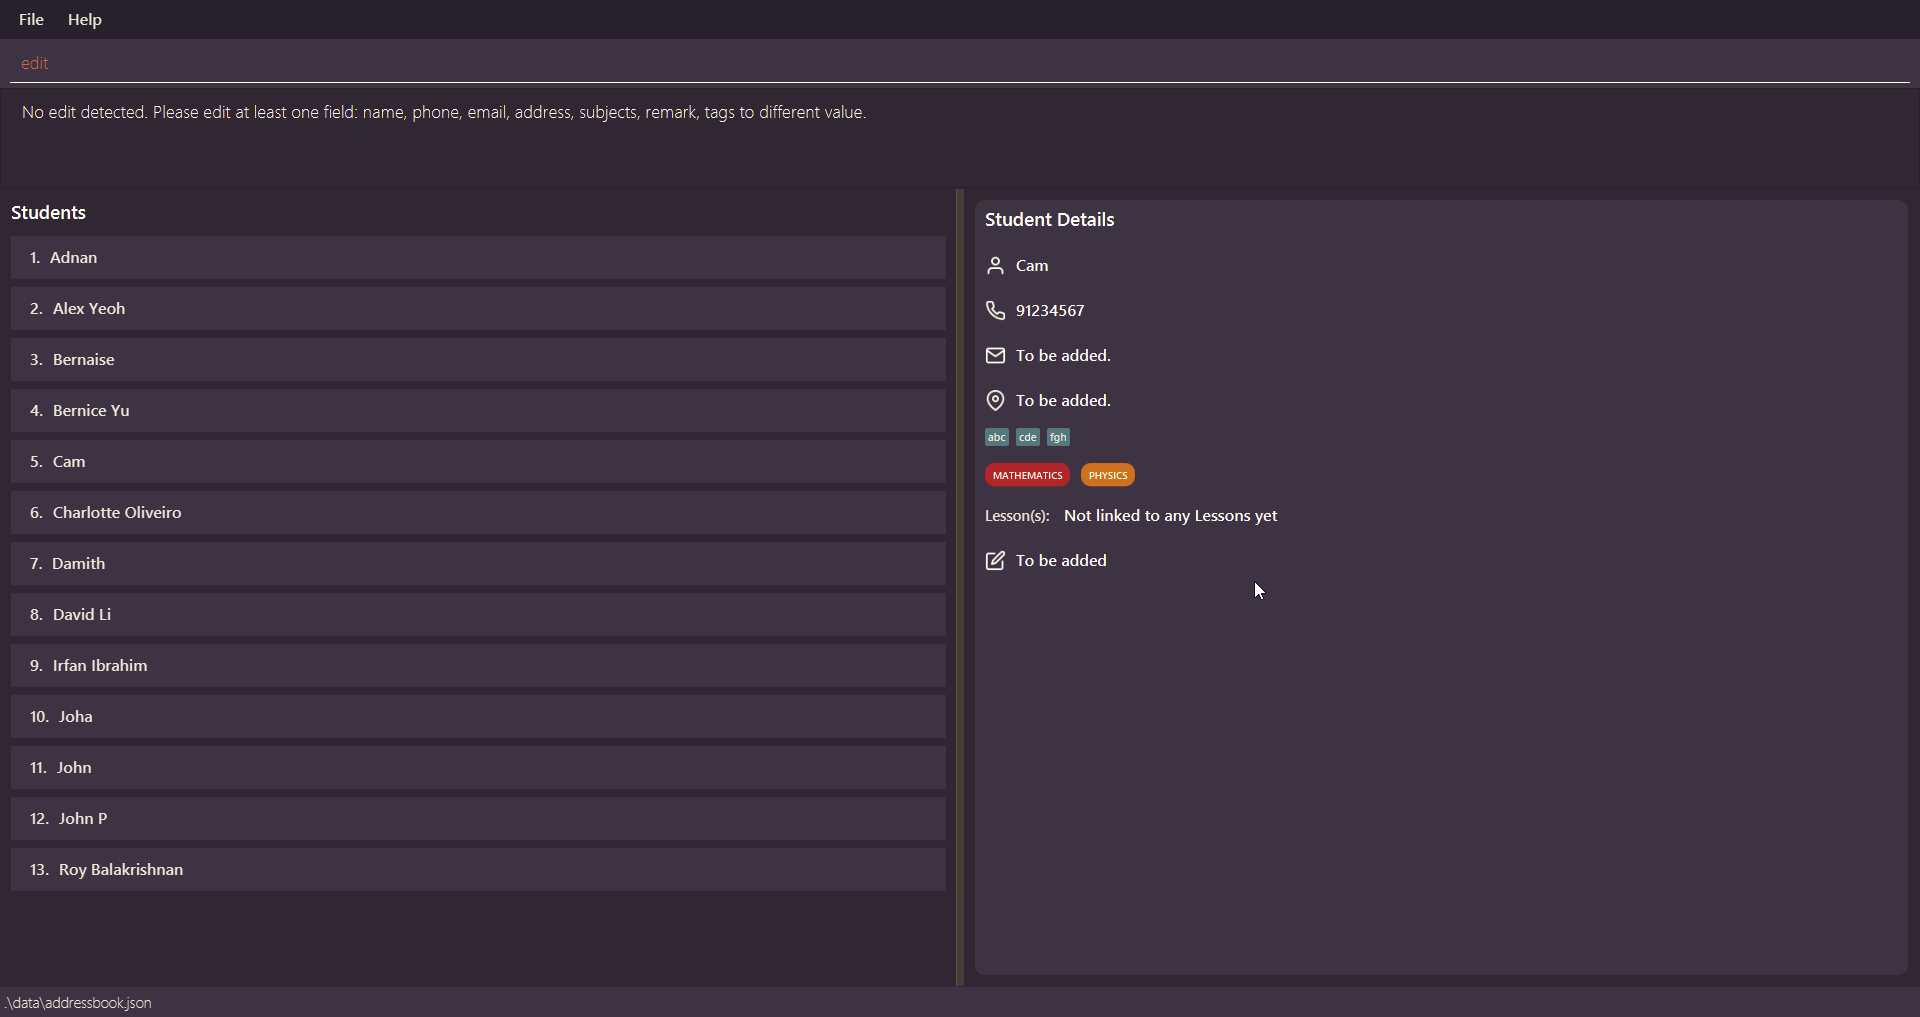 File Help
edit
No edit detected. Please edit at least one field: name, phone, email, address, subjects, remark, tags to different value.
Students
1. Adnan
2. Alex Yeoh
3. Bernaise
4. Bernice Yu
5. Cam
6. Charlotte Oliveiro
7. Damith
8. David Li
9. Irfan Ibrahim
10. Joha
11. John
12. John P
13. Roy Balakrishnan
Student Details
Cam
91234567
To be added.
To be added.
abc cde fgh
MATHEMATICS PHYSICS
Lesson(s): Not linked to any Lessons yet
To be added
.\data\addressbook.json